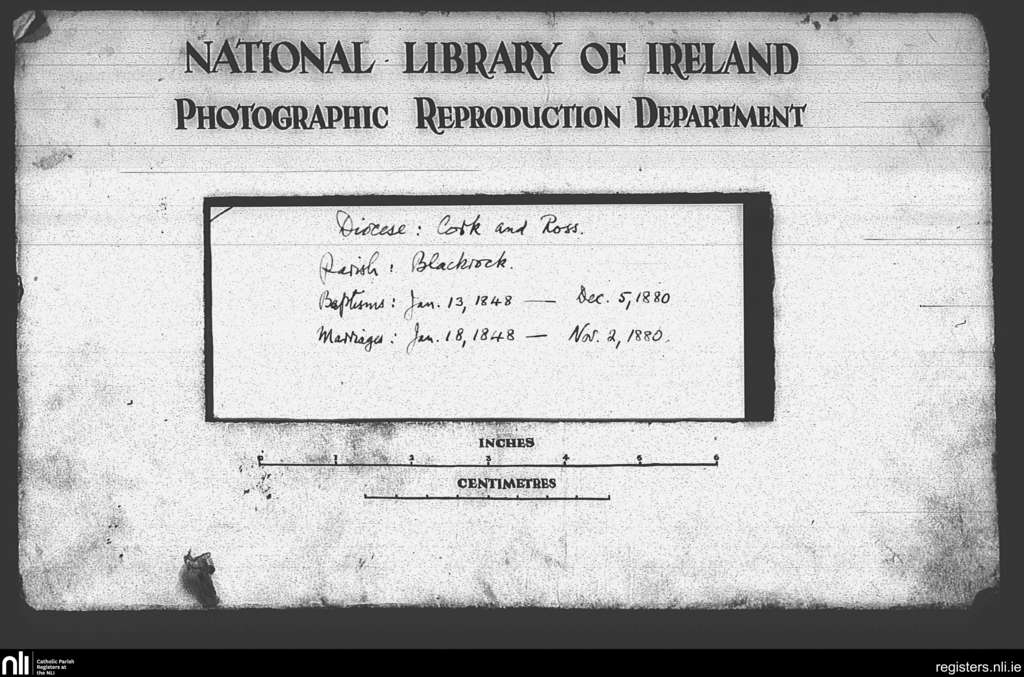 NATIONAL LIBRARY OF IRELAND
PHOTOGRAPHIC REPRODUCTION DEPARTMENT
Diocese: Cork and Ross.
Parish: Blackrock.
Baptisms: Jan. 13, 1848 — Dec. 5, 1880
Marriages: Jan. 18, 1848 — Nov. 2, 1880.
INCHES
0 1 2 3 4 5 6
CENTIMETRES
nli Catholic Parish
Registers at
the NLI
registers.nli.ie